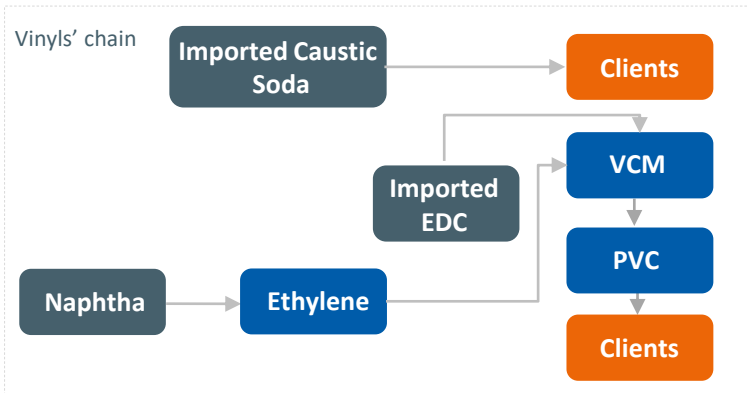 Vinyls’ chain
Imported Caustic
Soda
Clients
VCM
Imported
EDC
PVC
Naphtha
Ethylene
Clients